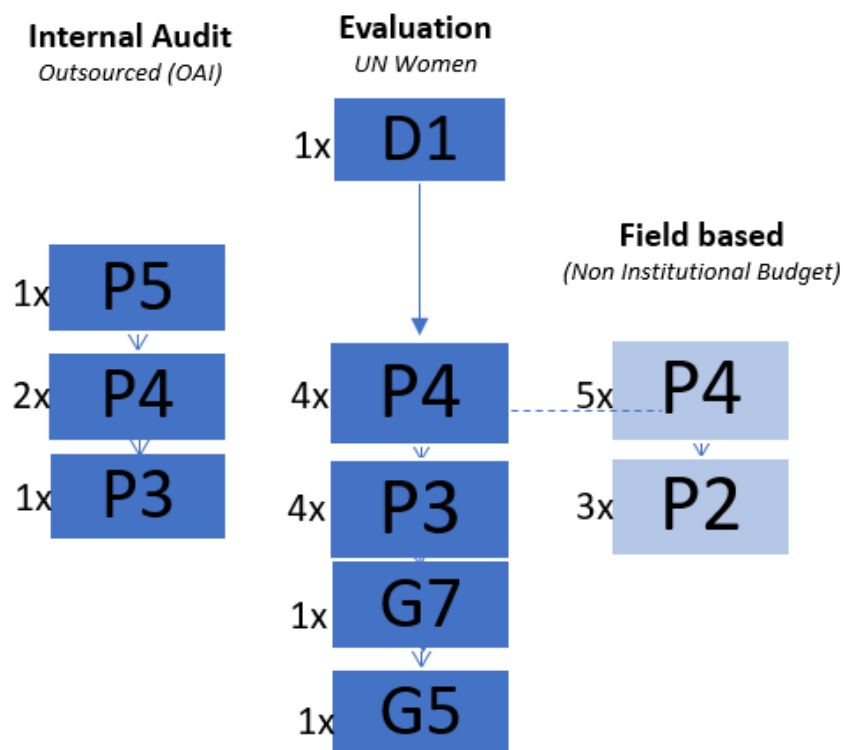 Internal Audit
Outsourced (OAI)
1x P5
2x P4
1x P3
Evaluation
UN Women
1x D1
4x P4
4x P3
1x G7
1x G5
Field based
(Non Institutional Budget)
5x P4
3x P2